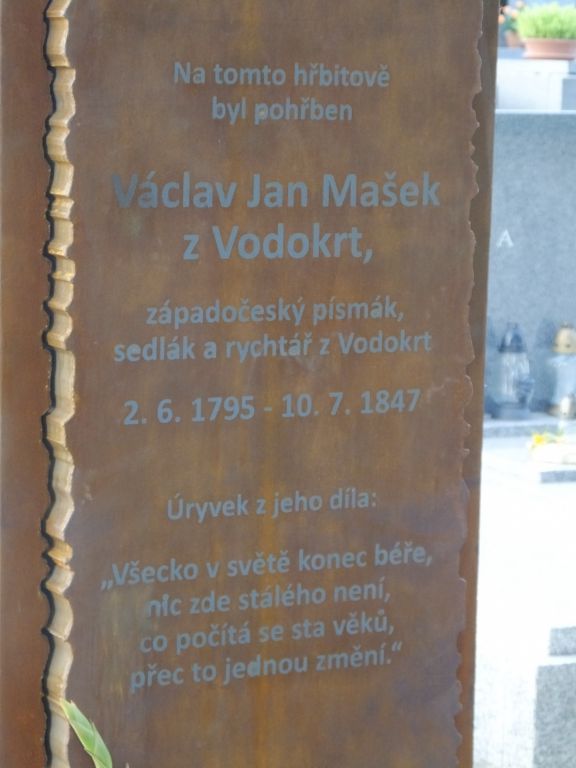 Na tomto hřbitově
byl pohřben
Václav Jan Mašek
z Vodokrt,
západočeský písmák,
sedlák a rychtář z Vodokrt
2. 6. 1795 - 10. 7. 1847
Úryvek z jeho díla:
„Všecko v světě konec béře,
nic zde stálého není,
co počítá se sta věků,
přec to jednou změní.“
A